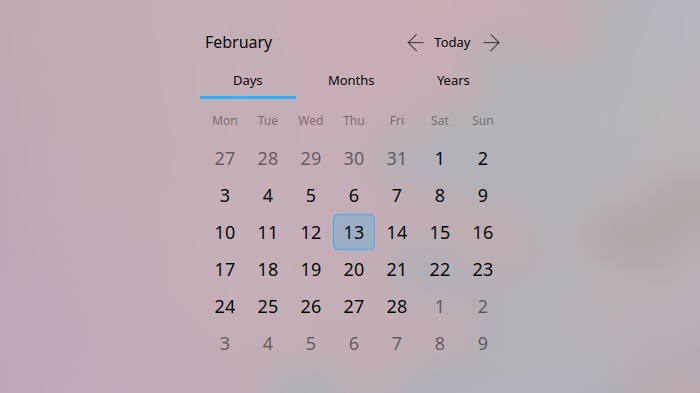 February Today
Days Months Years
Mon Tue Wed Thu Fri Sat Sun
27 28 29 30 31 1 2
3 4 5 6 7 8 9
10 11 12 13 14 15 16
17 18 19 20 21 22 23
24 25 26 27 28 1 2
3 4 5 6 7 8 9